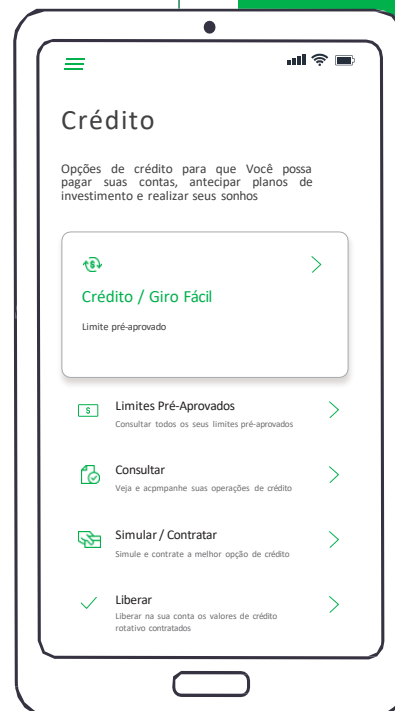 Crédito
Opções de crédito para que Você possa
pagar suas contas, antecipar planos de
investimento e realizar seus sonhos
Crédito / Giro Fácil
Limite pré-aprovado
Limites Pré-Aprovados
Consultar todos os seus limites pré-aprovados
Consultar
Veja e acpmpanhe suas operações de crédito
Simular / Contratar
Simule e contrate a melhor opção de crédito
Liberar
Liberar na sua conta os valores de crédito
rotativo contratados